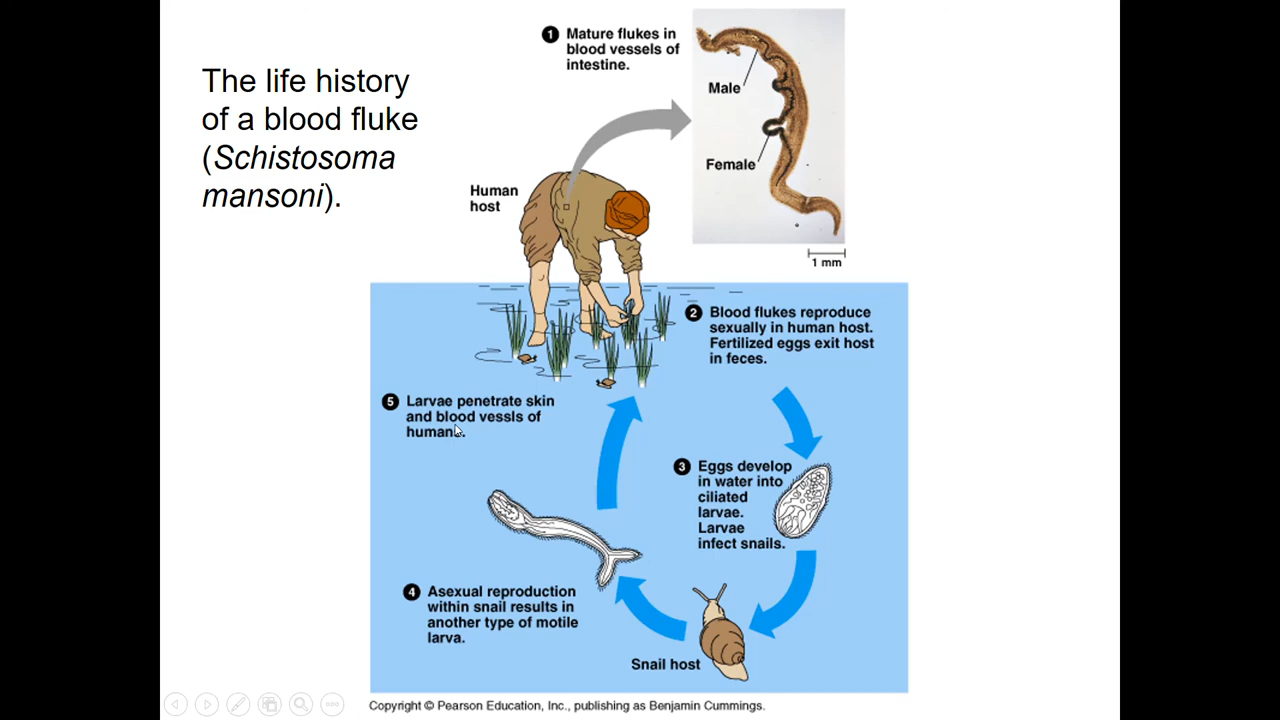 The life history
of a blood fluke
(Schistosoma
mansoni).
1 Mature flukes in
blood vessels of
intestine.
Male
Female
1 mm
Human
host
2 Blood flukes reproduce
sexually in human host.
Fertilized eggs exit host
in feces.
3 Eggs develop
in water into
ciliated
larvae.
Larvae
infect snails.
Snail host
4 Asexual reproduction
within snail results in
another type of motile
larva.
5 Larvae penetrate skin
and blood vessls of
humans.
Copyright © Pearson Education, Inc., publishing as Benjamin Cummings.